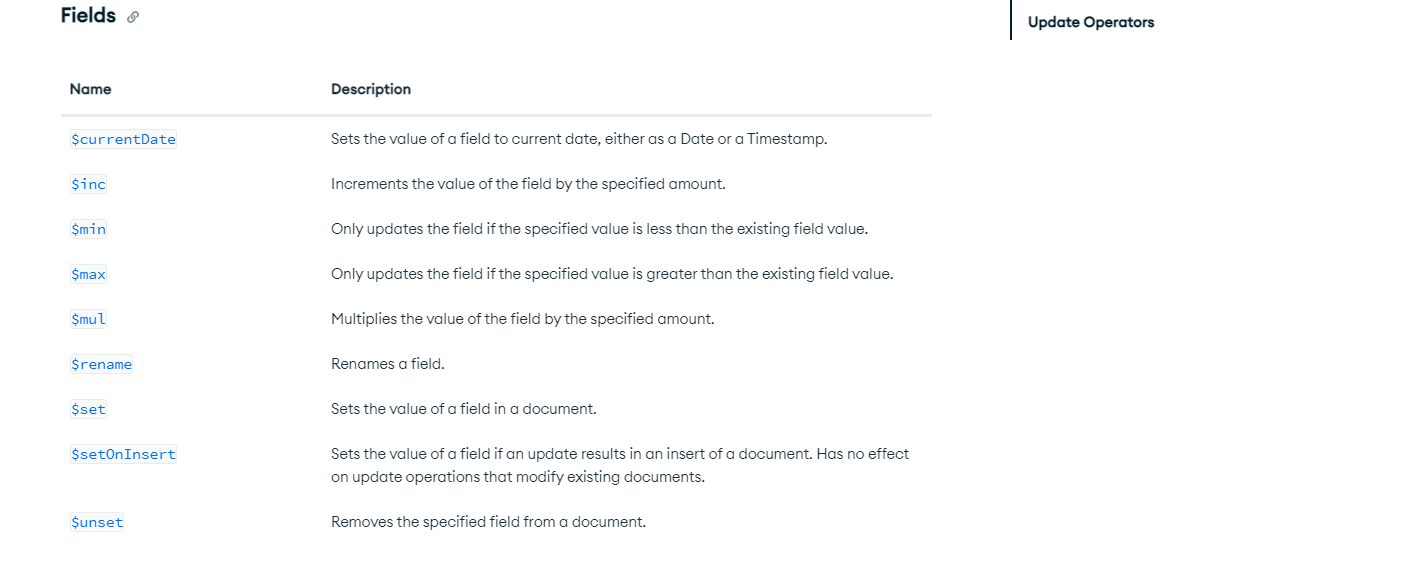 Fields
Update Operators
Name Description
$currentDate Sets the value of a field to current date, either as a Date or a Timestamp.
$inc Increments the value of the field by the specified amount.
$min Only updates the field if the specified value is less than the existing field value.
$max Only updates the field if the specified value is greater than the existing field value.
$mul Multiplies the value of the field by the specified amount.
$rename Renames a field.
$set Sets the value of a field in a document.
$setOnInsert Sets the value of a field if an update results in an insert of a document. Has no effect
on update operations that modify existing documents.
$unset Removes the specified field from a document.